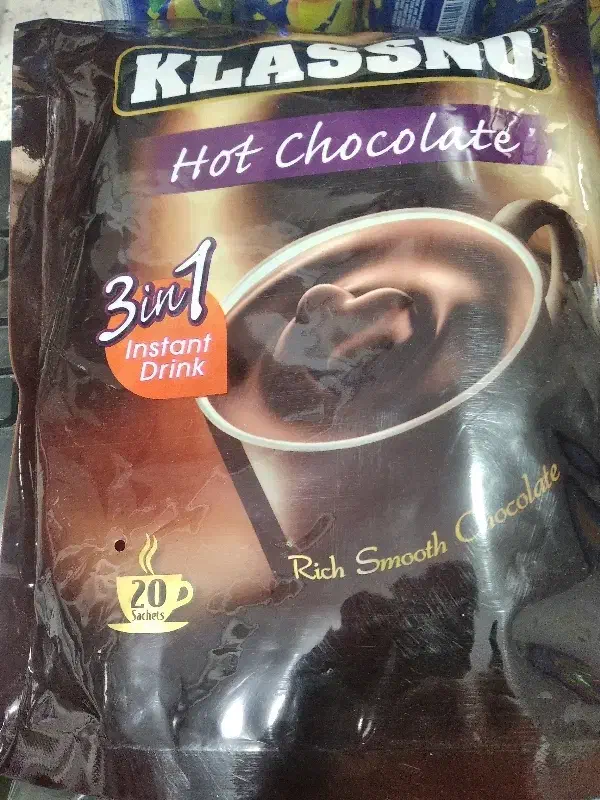 KLASSNO
Hot Chocolate
3in1
Instant
Drink
Rich Smooth Chocolate
20
Sachets